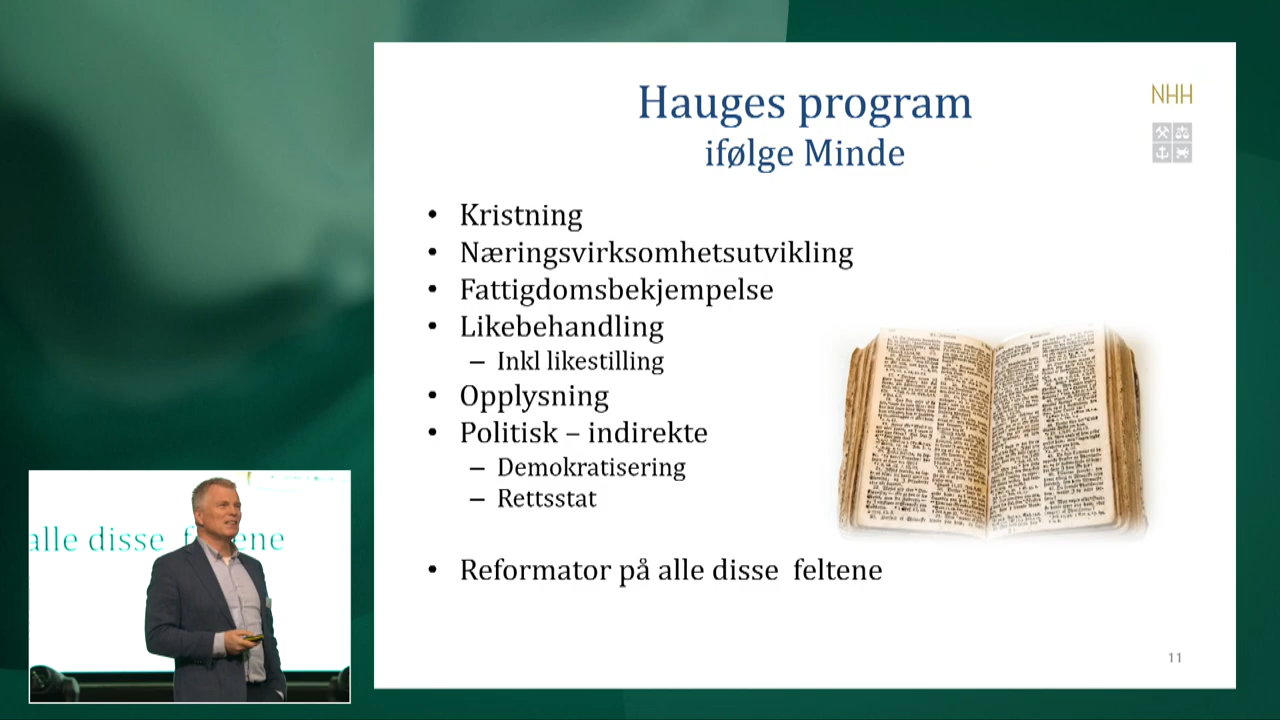 Hauges program
ifølge Minde
NHH
• Kristning
• Næringsvirksomhetsutvikling
• Fattigdomsbekjempelse
• Likebehandling
– Inkl likestilling
• Opplysning
• Politisk – indirekte
– Demokratisering
– Rettsstat
• Reformator på alle disse feltene
11
alle disse